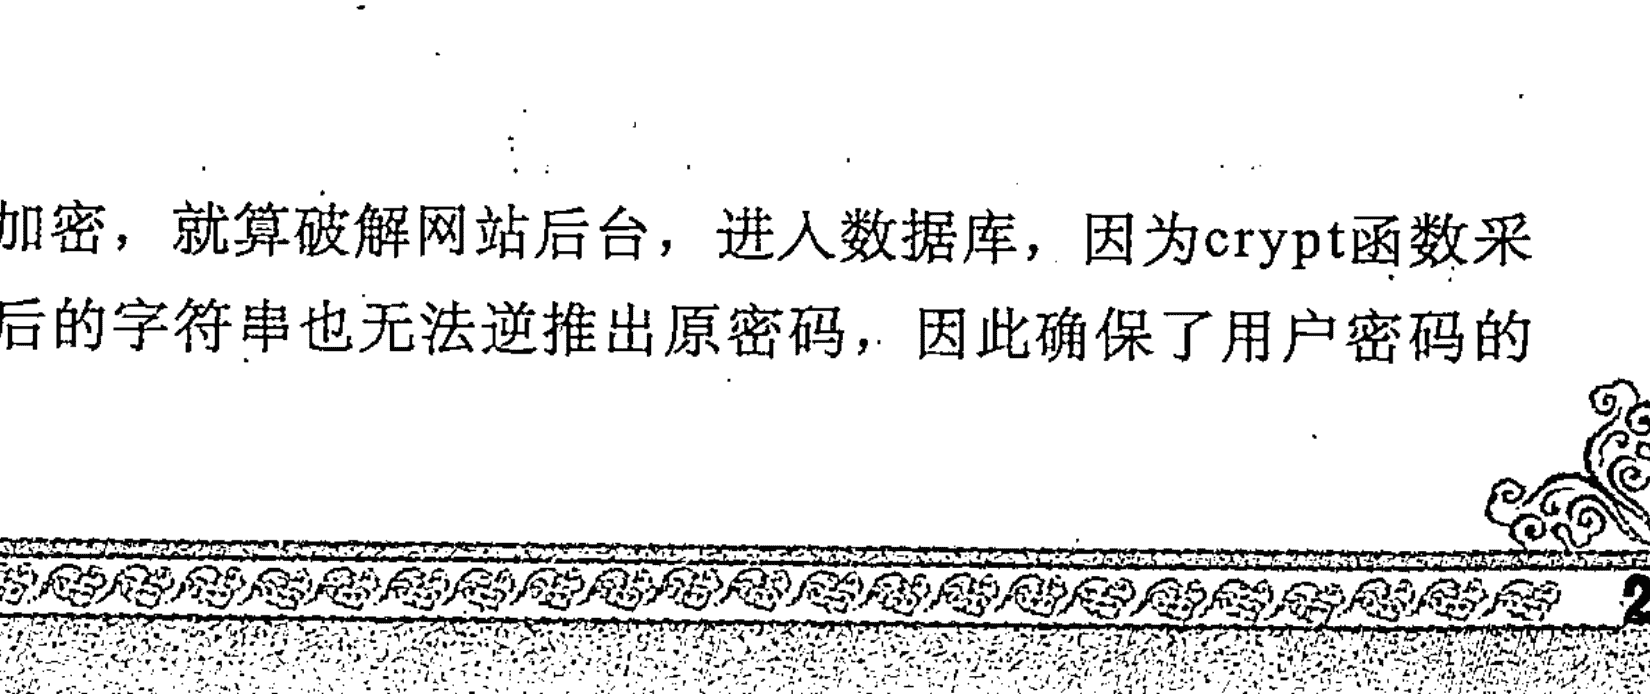 加密，就算破解网站后台，进入数据库，因为crypt函数采
后的字符串也无法逆推出原密码，因此确保了用户密码的
2